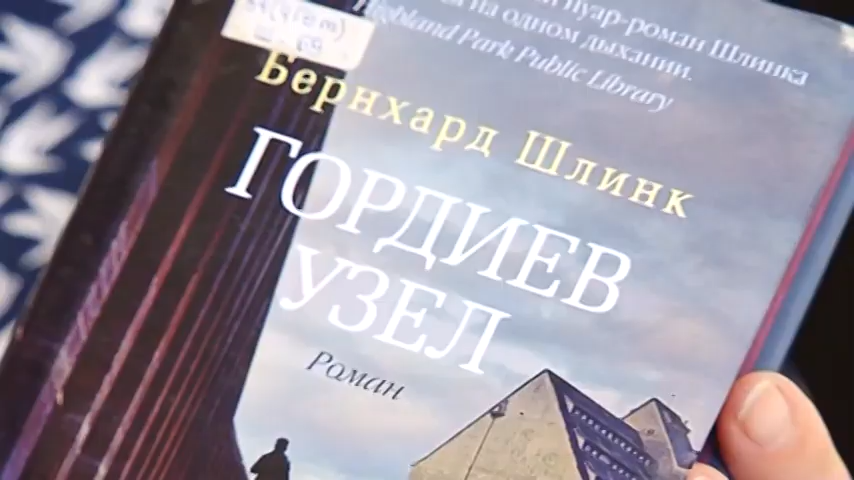 нуар-роман Шлинка
на одном дыхании.
Highland Park Public Library
Бернхард Шлинк
ГОРДИЕВ
УЗЕЛ
Роман